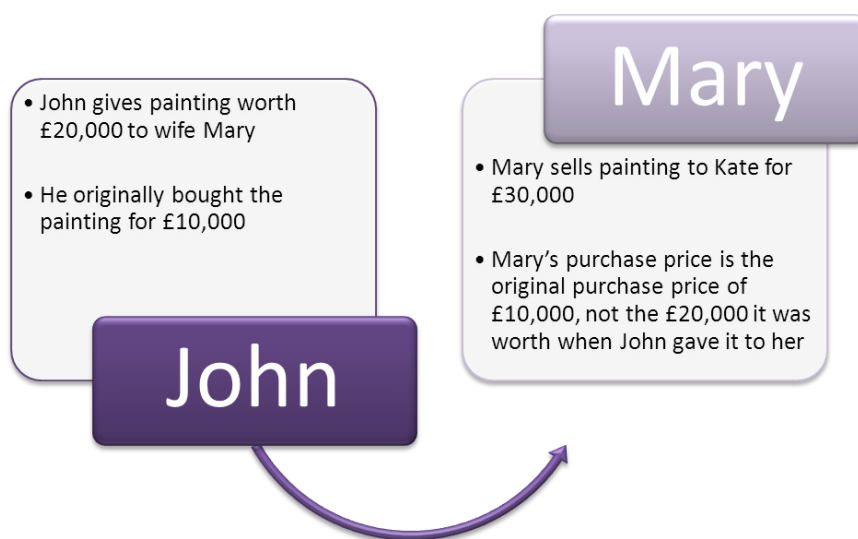 • John gives painting worth
£20,000 to wife Mary
• He originally bought the
painting for £10,000
John
Mary
• Mary sells painting to Kate for
£30,000
• Mary’s purchase price is the
original purchase price of
£10,000, not the £20,000 it was
worth when John gave it to her